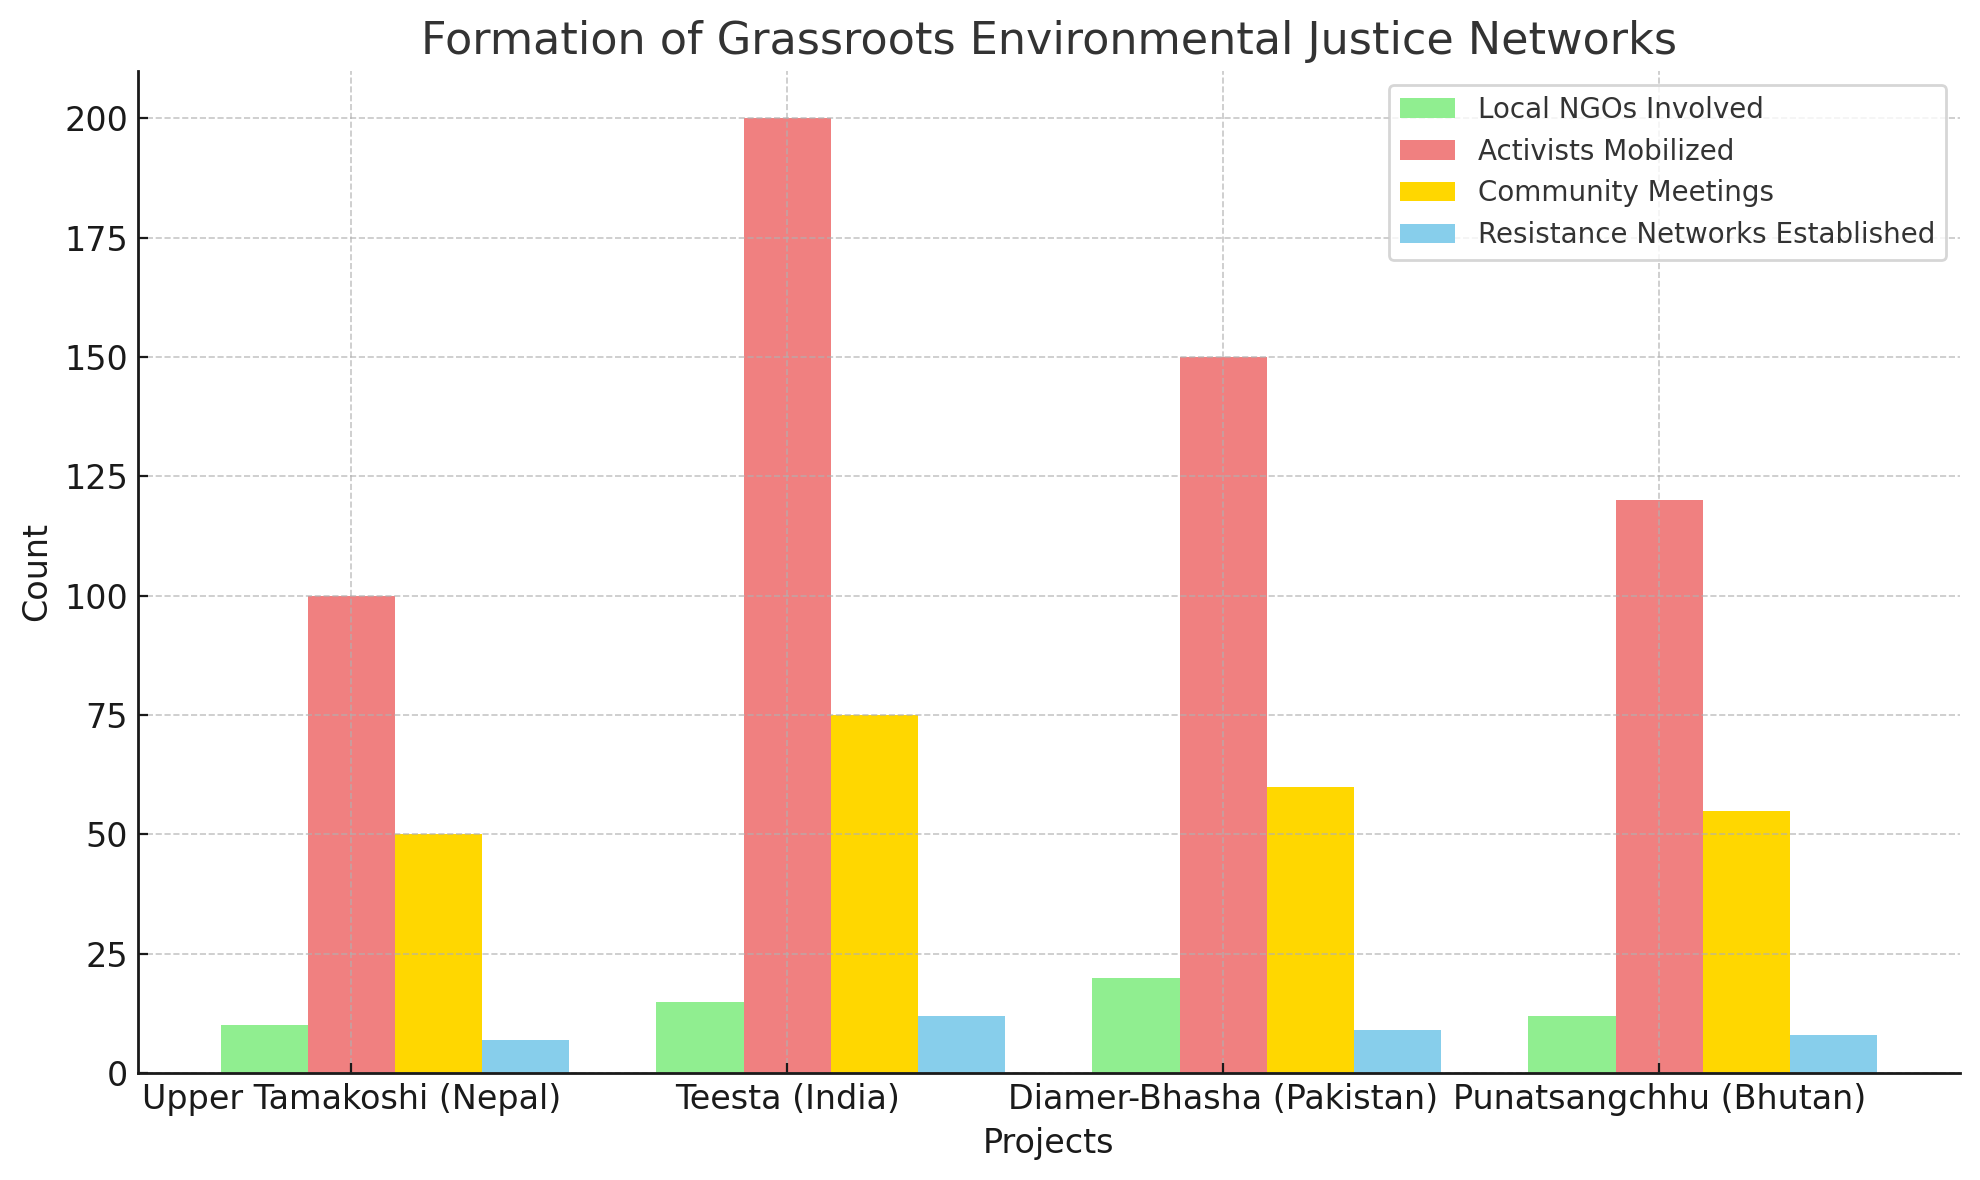 Formation of Grassroots Environmental Justice Networks
Local NGOs Involved
Activists Mobilized
Community Meetings
Resistance Networks Established
Count
200
175
150
125
100
75
50
25
0
Upper Tamakoshi (Nepal) Teesta (India) Diamer-Bhasha (Pakistan) Punatsangchhu (Bhutan)
Projects